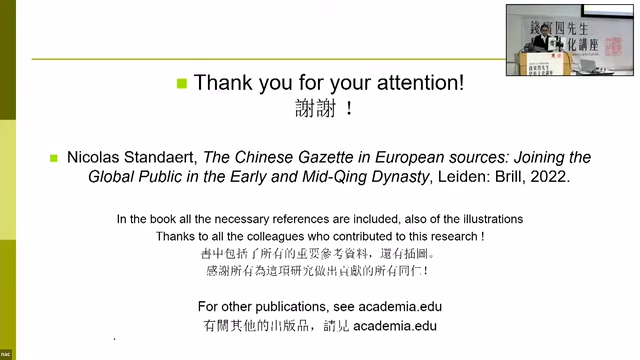 Thank you for your attention!
謝謝！
Nicolas Standaert, The Chinese Gazette in European sources: Joining the
Global Public in the Early and Mid-Qing Dynasty, Leiden: Brill, 2022.
In the book all the necessary references are included, also of the illustrations
Thanks to all the colleagues who contributed to this research !
書中包括了所有的重要參考資料，還有插圖。
感謝所有為這項研究做出貢獻的所有同仁！
For other publications, see academia.edu
有關其他的出版品，請見 academia.edu
錢賓四先生
化講座
nac